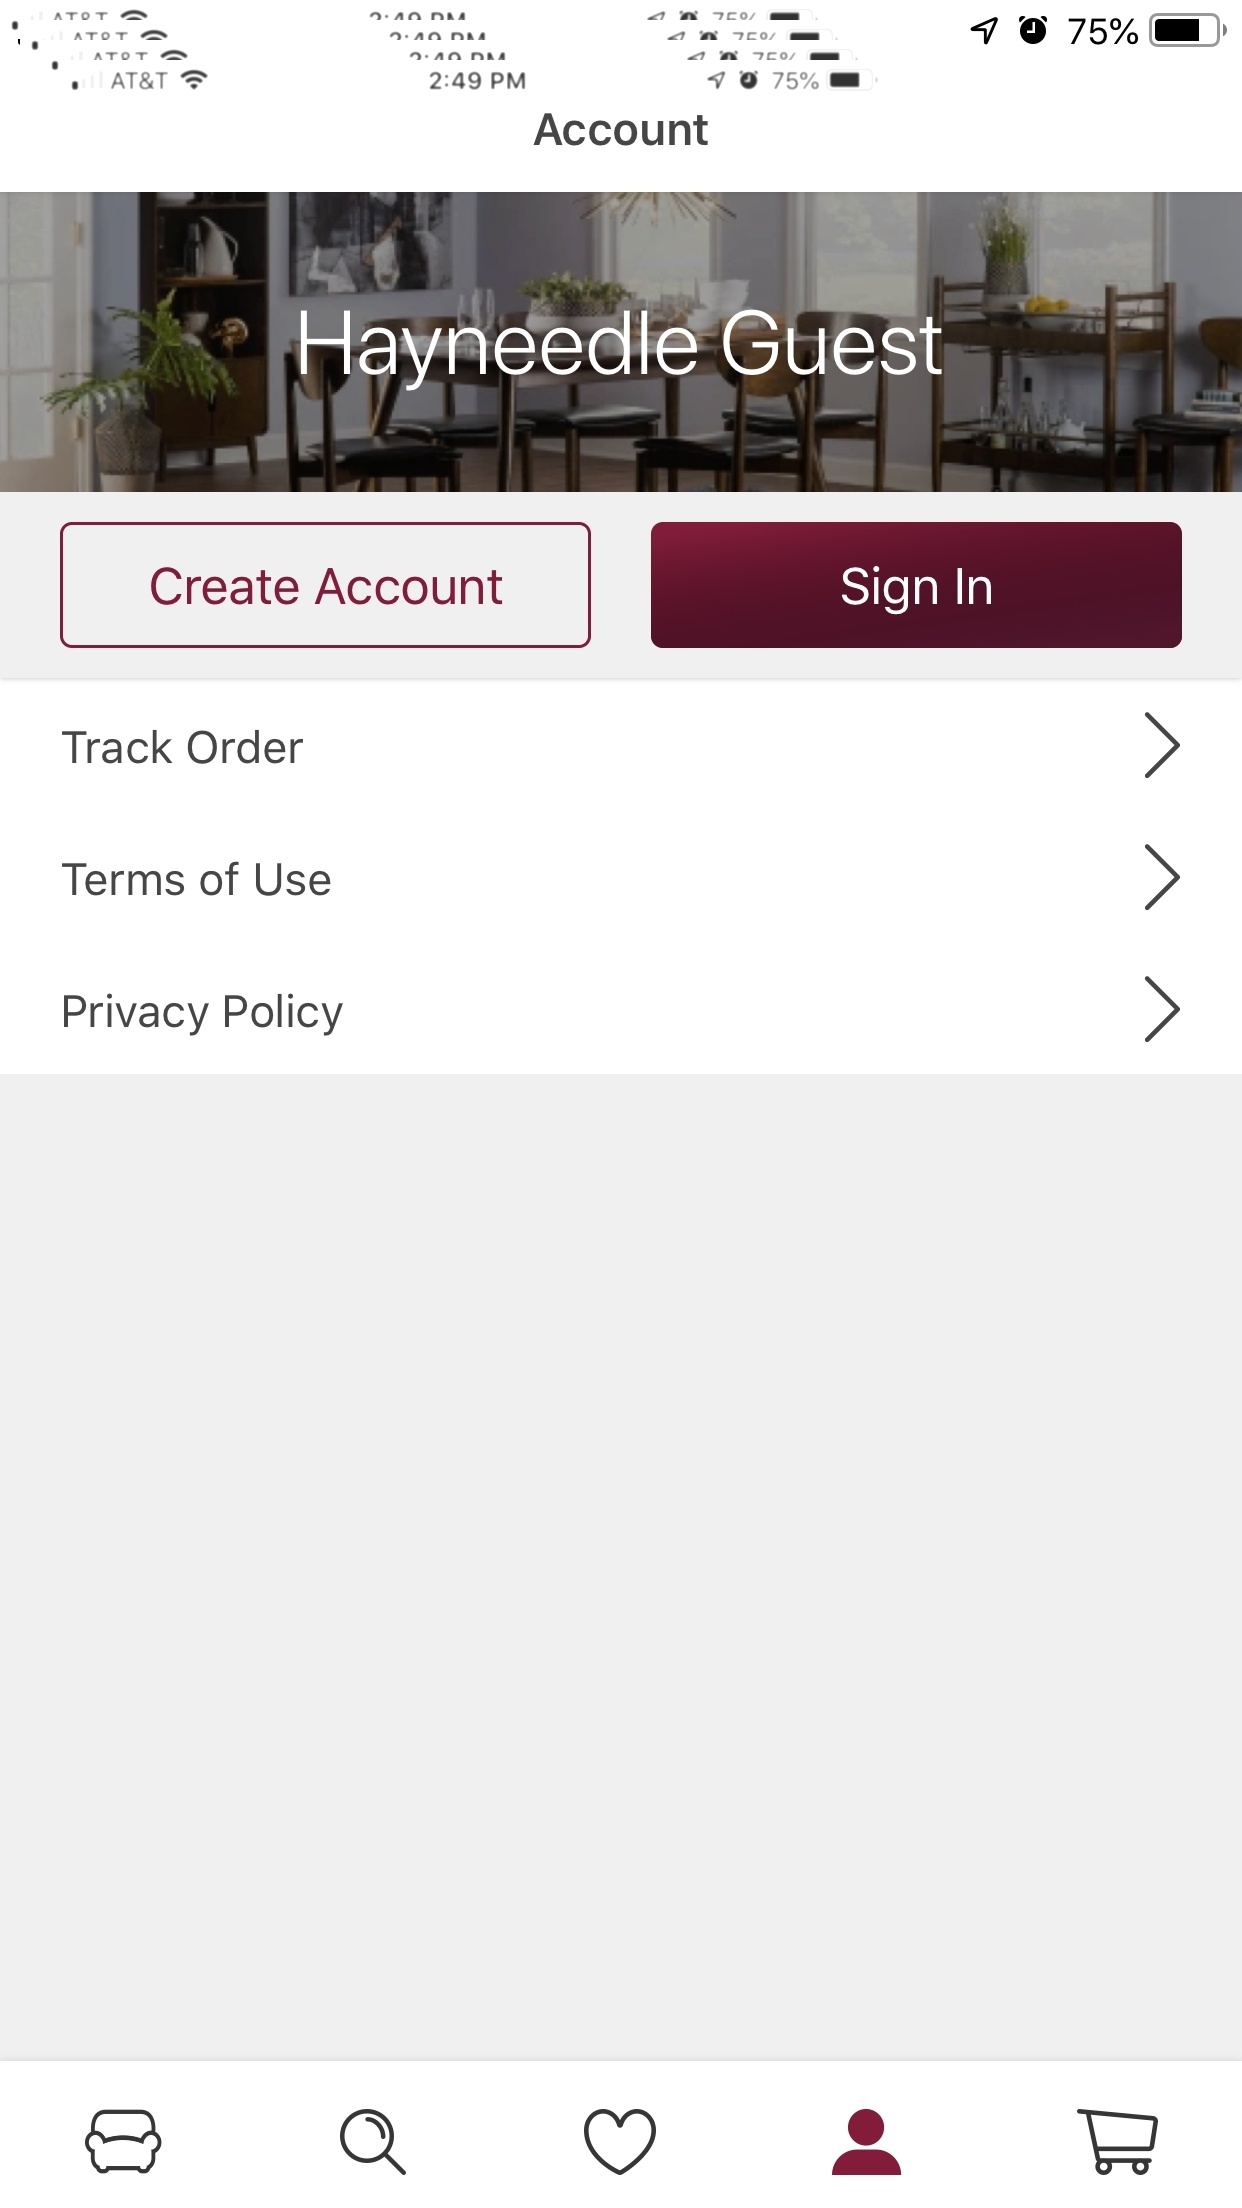 AT&T 2:49 PM 75%
75%
Account
Hayneedle Guest
Create Account
Sign In
Track Order
Terms of Use
Privacy Policy